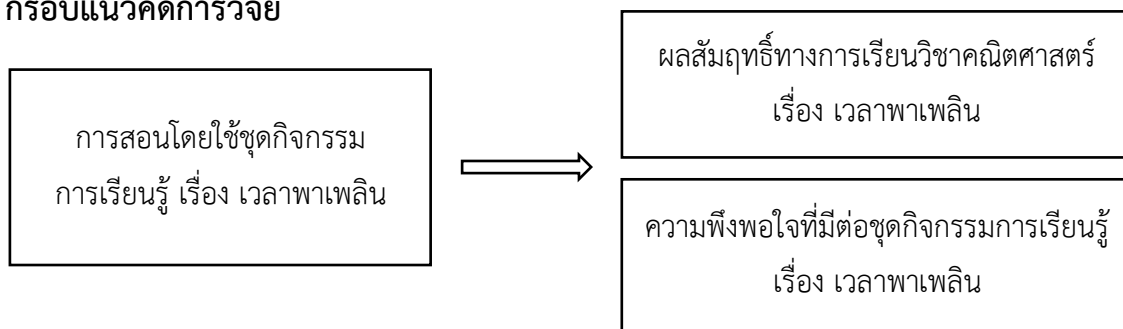 กรอบแนวคิดการวิจัย
การสอนโดยใช้ชุดกิจกรรม
การเรียนรู้ เรื่อง เวลาพาเพลิน
ผลสัมฤทธิ์ทางการเรียนวิชาคณิตศาสตร์
เรื่อง เวลาพาเพลิน
ความพึงพอใจที่มีต่อชุดกิจกรรมการเรียนรู้
เรื่อง เวลาพาเพลิน